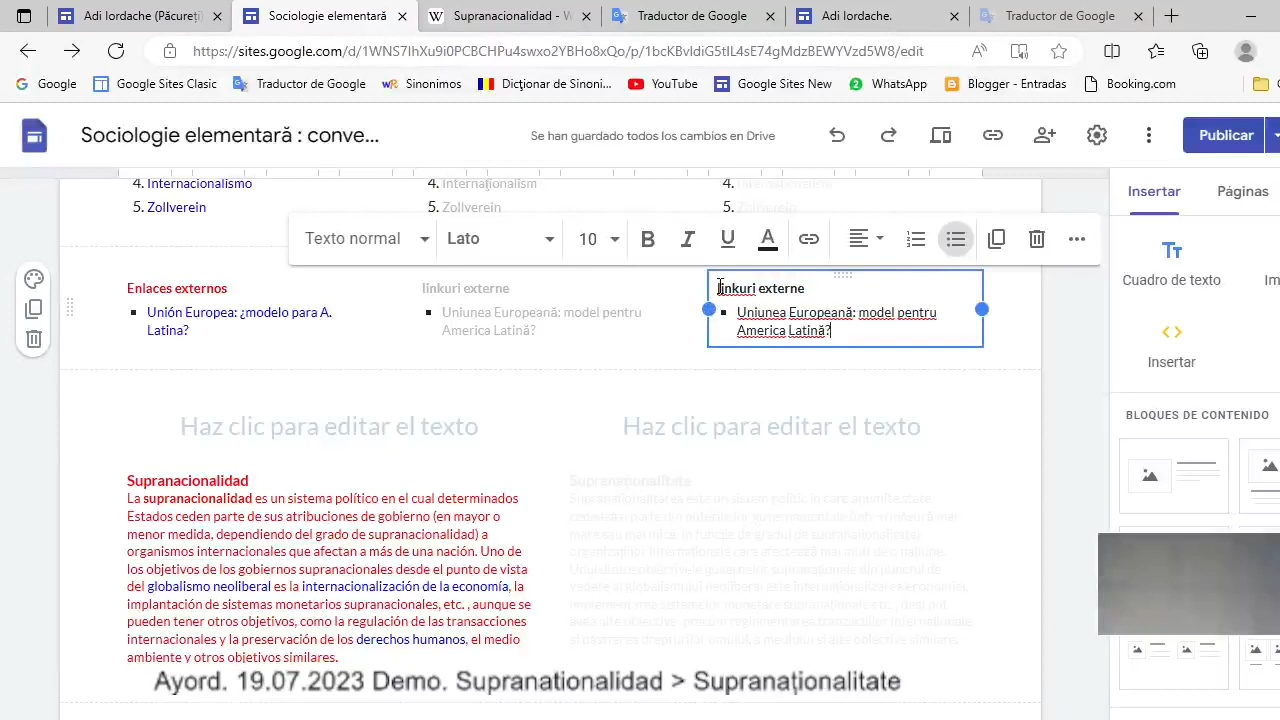 Adi Iordache (Păcureți
Sociologie elementară
Supranacionalidad - W
Traductor de Google
Adi Iordache.
Traductor de Google
https://sites.google.com/d/1WNS7IhXu9i0PCBCHPu4swxo2YBHo8xQo/p/1bcKBvldiG5tIL4sE74gMdzBEWYVzd5W8/edit
Google
Google Sites Clasic
Traductor de Google
Sinonimos
Dicţionar de Sinoni...
YouTube
Google Sites New
WhatsApp
Blogger - Entradas
Booking.com
Otros
Sociologie elementară : conve...
Se han guardado todos los cambios en Drive
Publicar
4. Internacionalismo
4. Internaționalism
4. Internaționalism
5. Zollverein
5. Zollverein
5. Zollverein
Texto normal
Lato
10
B
I
U
A
Insertar
Páginas
Cuadro de texto
Insertar
BLOQUES DE CONTENIDO
Enlaces externos
Unión Europea: ¿modelo para A.
Latina?
linkuri externe
Uniunea Europeană: model pentru
America Latină?
linkuri externe
Uniunea Europeană: model pentru
America Latină?
Haz clic para editar el texto
Haz clic para editar el texto
Supranacionalidad
La supranacionalidad es un sistema político en el cual determinados
Estados ceden parte de sus atribuciones de gobierno (en mayor o
menor medida, dependiendo del grado de supranacionalidad) a
organismos internacionales que afectan a más de una nación. Uno de
los objetivos de los gobiernos supranacionales desde el punto de vista
del globalismo neoliberal es la internacionalización de la economía, la
implantación de sistemas monetarios supranacionales, etc. , aunque se
pueden tener otros objetivos, como la regulación de las transacciones
internacionales y la preservación de los derechos humanos, el medio
ambiente y otros objetivos similares.
Ayord. 19.07.2023 Demo. Supranationalidad > Supranaționalitate